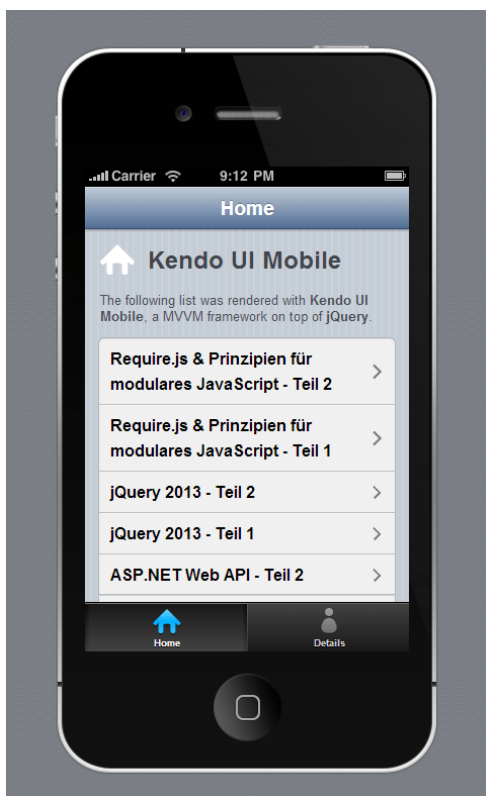 Carrier 9:12 PM
Home
Kendo UI Mobile
The following list was rendered with Kendo UI
Mobile, a MVVM framework on top of jQuery.
Require.js & Prinzipien für
modulares JavaScript - Teil 2
Require.js & Prinzipien für
modulares JavaScript - Teil 1
jQuery 2013 - Teil 2
jQuery 2013 - Teil 1
ASP.NET Web API - Teil 2
Home Details